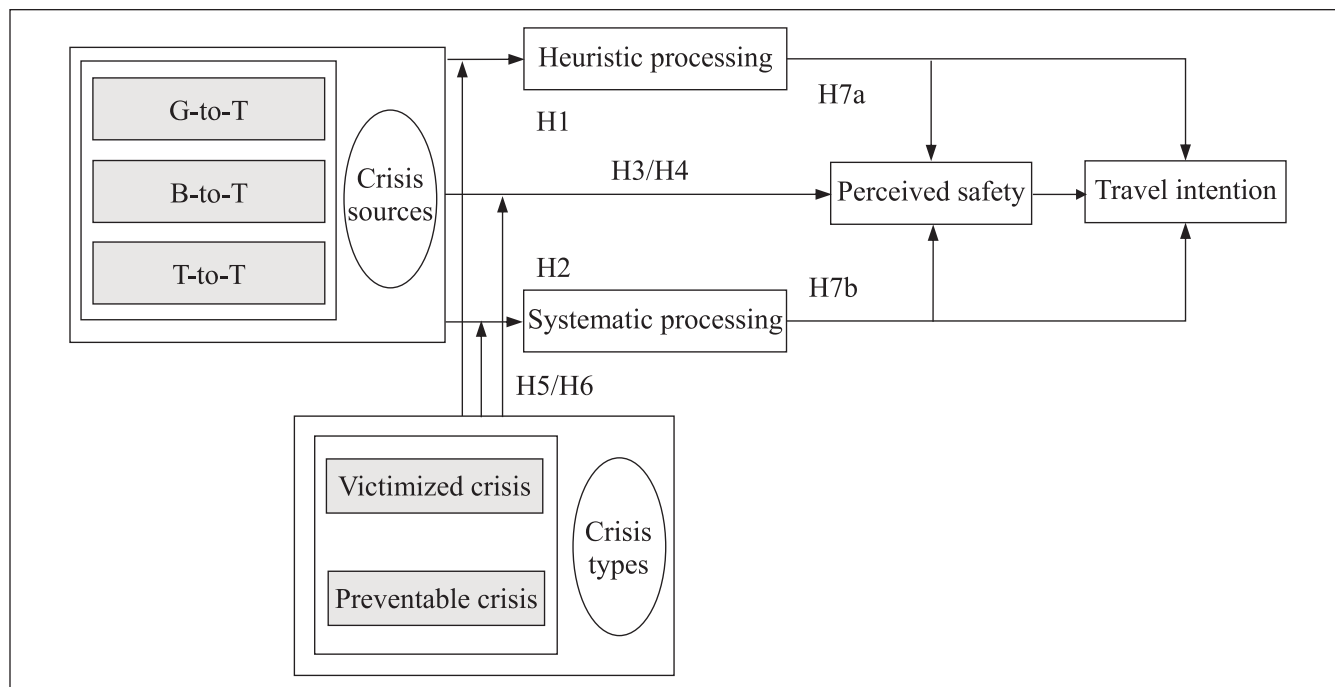 G-to-T
B-to-T
T-to-T
Crisis
sources
Heuristic processing
H1
H7a
H3/H4
Perceived safety
Travel intention
H2
H7b
Systematic processing
H5/H6
Victimized crisis
Preventable crisis
Crisis
types